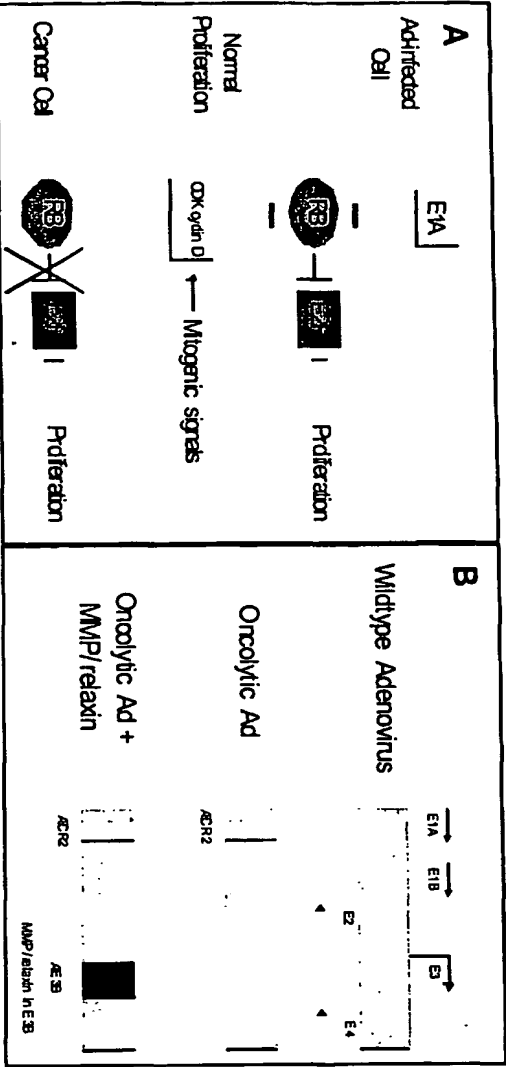 A
Ad-infected
Cell
E1A
RB
Proliferation
Normal
Proliferation
CDK cyclin D
Mitogenic signals
Cancer Cell
RB
Proliferation
B
Wildtype Adenovirus
E1A
E1B
E3
E2
E4
Oncolytic Ad
ΔCR2
Oncolytic Ad +
MMP/relaxin
ΔCR2
ΔE3B
MMP/relaxin in E3B